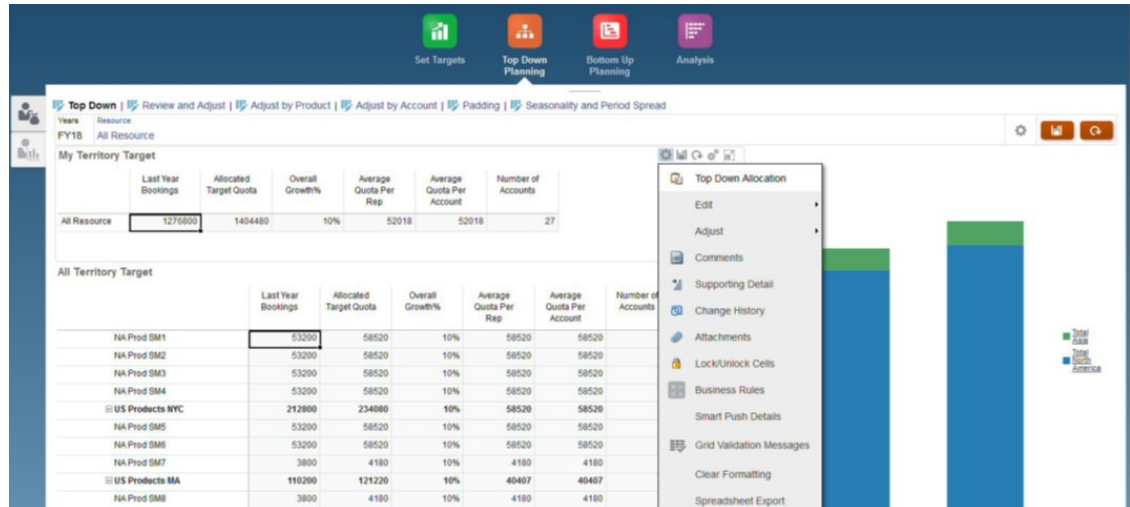 Set Targets
Top Down
Planning
Bottom Up
Planning
Analysis
Top Down | Review and Adjust | Adjust by Product | Adjust by Account | Padding | Seasonality and Period Spread
Years Resource
FY18 All Resource
My Territory Target
Last Year Bookings Allocated Target Quota Overall Growth% Average Quota Per Rep Average Quota Per Account Number of Accounts
All Resource 1276800 1404480 10% 52018 52018 27
All Territory Target
Last Year Bookings Allocated Target Quota Overall Growth% Average Quota Per Rep Average Quota Per Account Number of Accounts
NA Prod SM1 53200 58520 10% 58520 58520
NA Prod SM2 53200 58520 10% 58520 58520
NA Prod SM3 53200 58520 10% 58520 58520
NA Prod SM4 53200 58520 10% 58520 58520
US Products NYC 212800 234080 10% 58520 58520
NA Prod SM5 53200 58520 10% 58520 58520
NA Prod SM6 53200 58520 10% 58520 58520
NA Prod SM7 3800 4180 10% 4180 4180
US Products MA 110200 121220 10% 40407 40407
NA Prod SM8 3800 4180 10% 4180 4180
Top Down Allocation
Edit
Adjust
Comments
Supporting Detail
Change History
Attachments
Lock/Unlock Cells
Business Rules
Smart Push Details
Grid Validation Messages
Clear Formatting
Spreadsheet Export
Total
Asia
Total
North
America